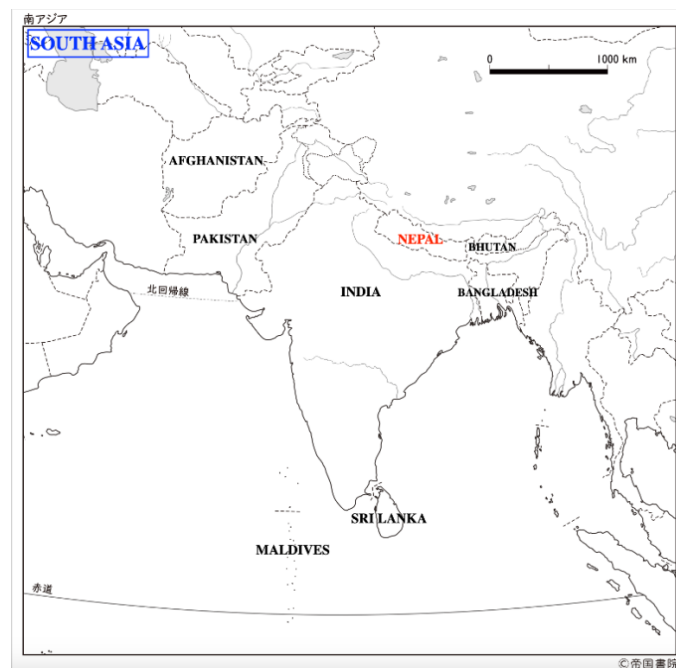 南アジア
SOUTH ASIA
0 1000 km
AFGHANISTAN
PAKISTAN
NEPAL
BHUTAN
北回帰線
INDIA
BANGLADESH
SRI LANKA
MALDIVES
赤道
©帝国書院